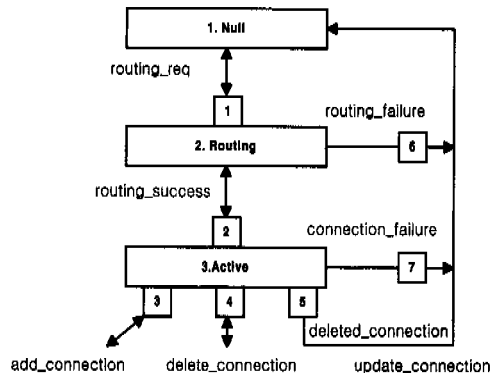 1. Null
routing_req
1
routing_failure
2. Routing
6
routing_success
2
connection_failure
3.Active
7
3
4
5
deleted_connection
add_connection
delete_connection
update_connection